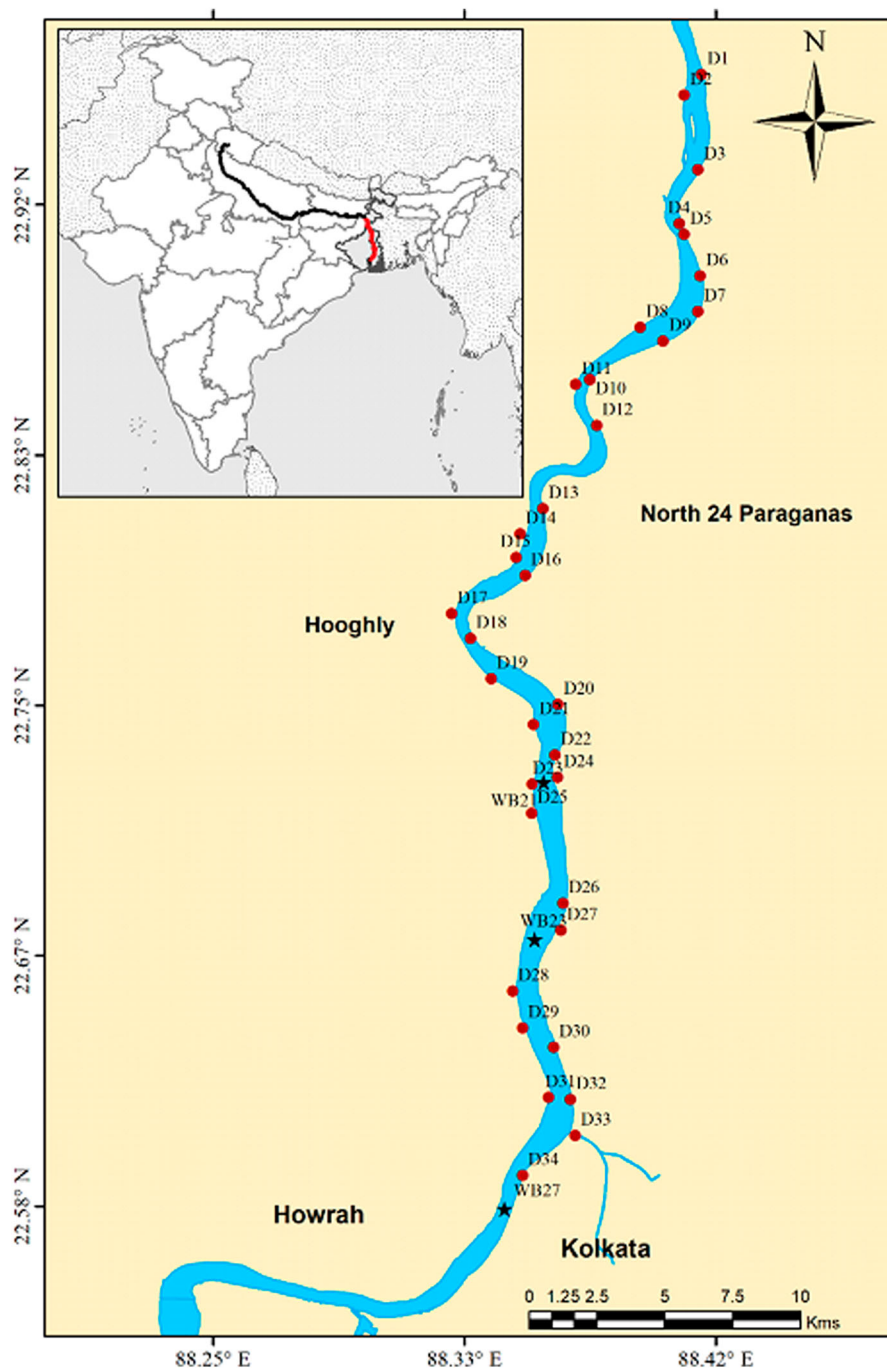 N
D1
D2
D3
22.92° N
D4
D5
D6
D7
D8
D9
D11
D10
D12
22.83° N
D13
North 24 Paraganas
D14
D15
D16
D17
Hooghly
D18
D19
D20
22.75° N
D21
D22
D24
D23
WB21
D25
D26
WB23
D27
22.67° N
D28
D29
D30
D31
D32
D33
D34
WB27
22.58° N
Howrah
Kolkata
0 1.25 2.5 5 7.5 10
Kms
88.25° E
88.33° E
88.42° E